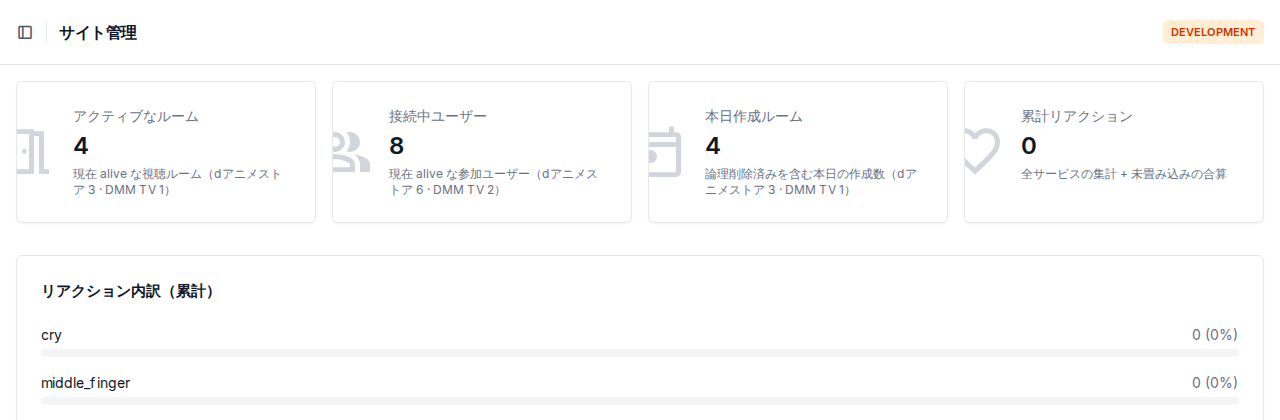 サイト管理
DEVELOPMENT
アクティブなルーム
4
現在 alive な視聴ルーム（dアニメスト
ア 3 · DMM TV 1）
接続中ユーザー
8
現在 alive な参加ユーザー（dアニメス
トア 6 · DMM TV 2）
本日作成ルーム
4
論理削除済みを含む本日の作成数（dア
ニメストア 3 · DMM TV 1）
累計リアクション
0
全サービスの集計 + 未畳み込みの合算
リアクション内訳（累計）
cry 0 (0%)
middle_finger 0 (0%)